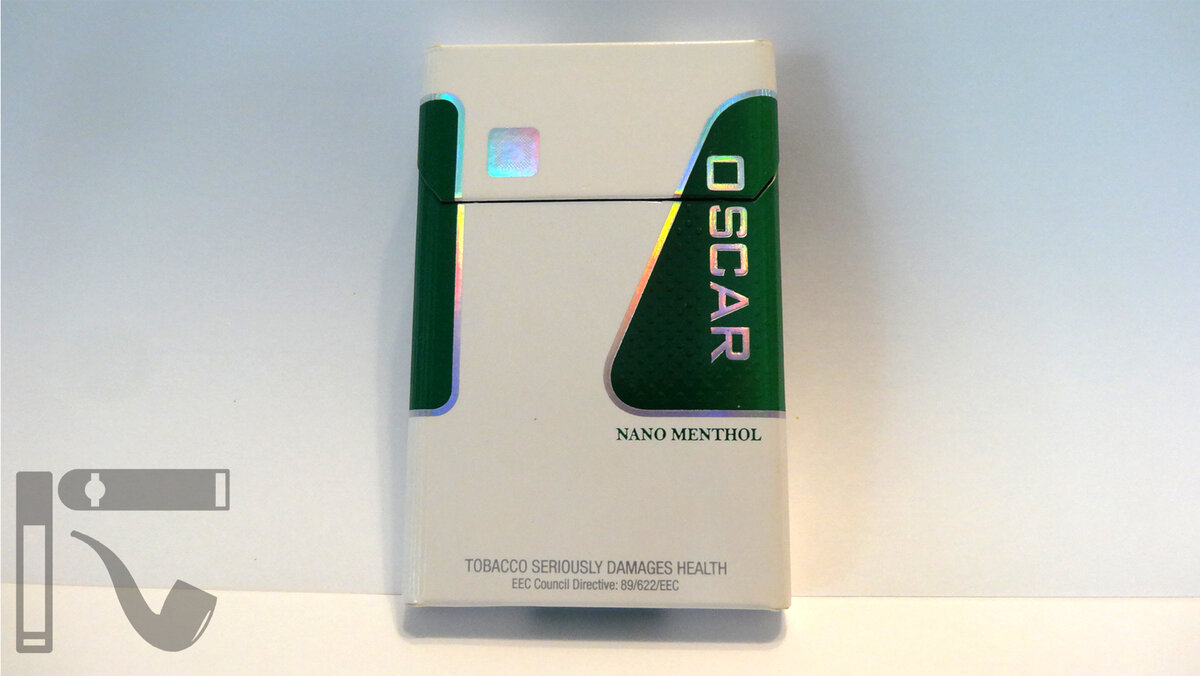 OSCAR
NANO MENTHOL
TOBACCO SERIOUSLY DAMAGES HEALTH
EEC Council Directive: 89/622/EEC